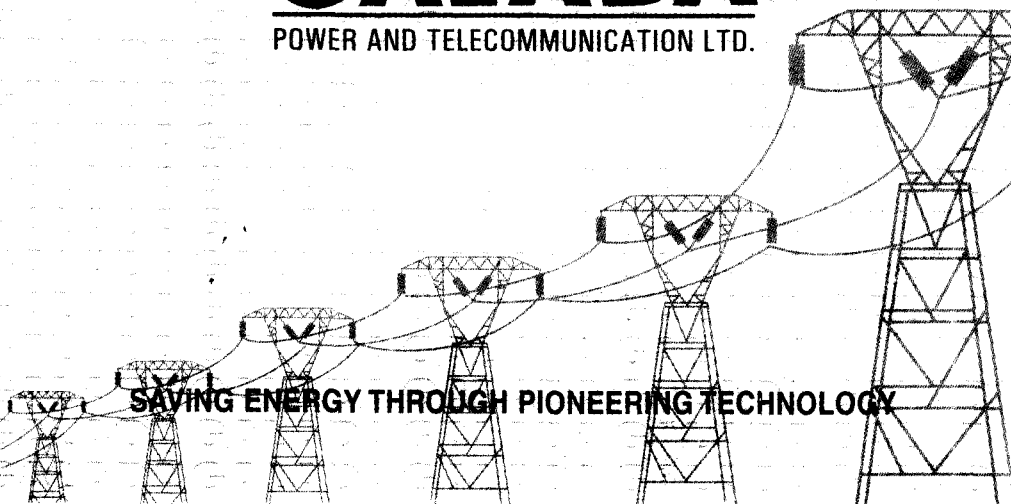 POWER AND TELECOMMUNICATION LTD.
SAVING ENERGY THROUGH PIONEERING TECHNOLOGY